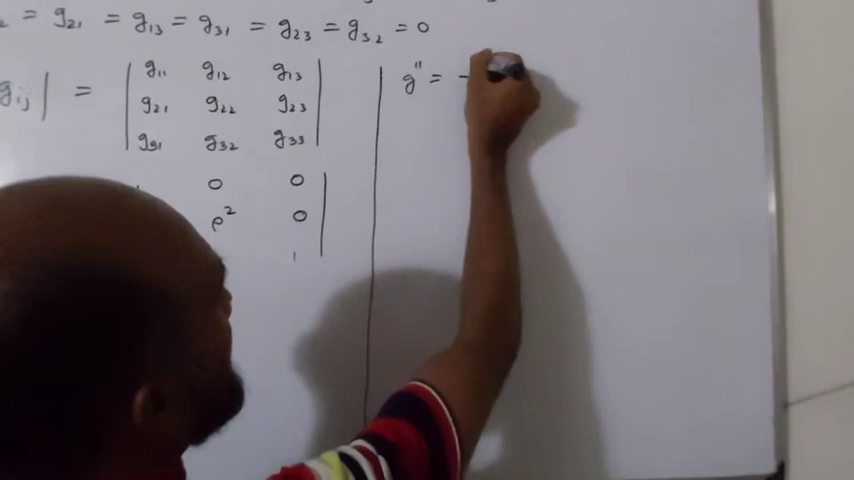 = g₂₁ = g₁₃ = g₃₁ = g₂₃ = g₃₂ = 0
gᵢⱼ| = | g₁₁ g₁₂ g₁₃ |
| g₂₁ g₂₂ g₂₃ |
| g₃₁ g₃₂ g₃₃ |
0 0 |
ρ² 0 |
1 |
g¹¹ =